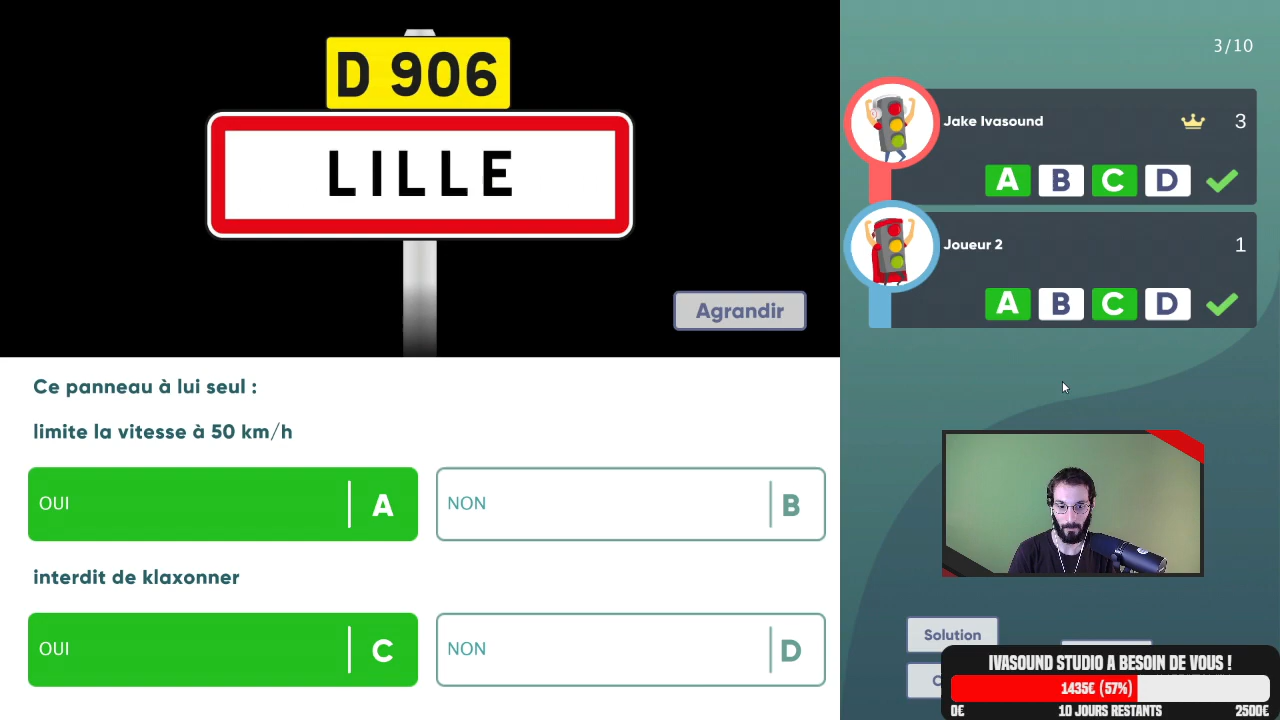 D 906
LILLE
Agrandir
Ce panneau à lui seul :
limite la vitesse à 50 km/h
OUI A
NON B
interdit de klaxonner
OUI C
NON D
3/10
Jake Ivasound 3
A B C D
Joueur 2 1
A B C D
Solution
IVASOUND STUDIO A BESOIN DE VOUS !
1435€ (57%)
0€ 10 JOURS RESTANTS 2500€